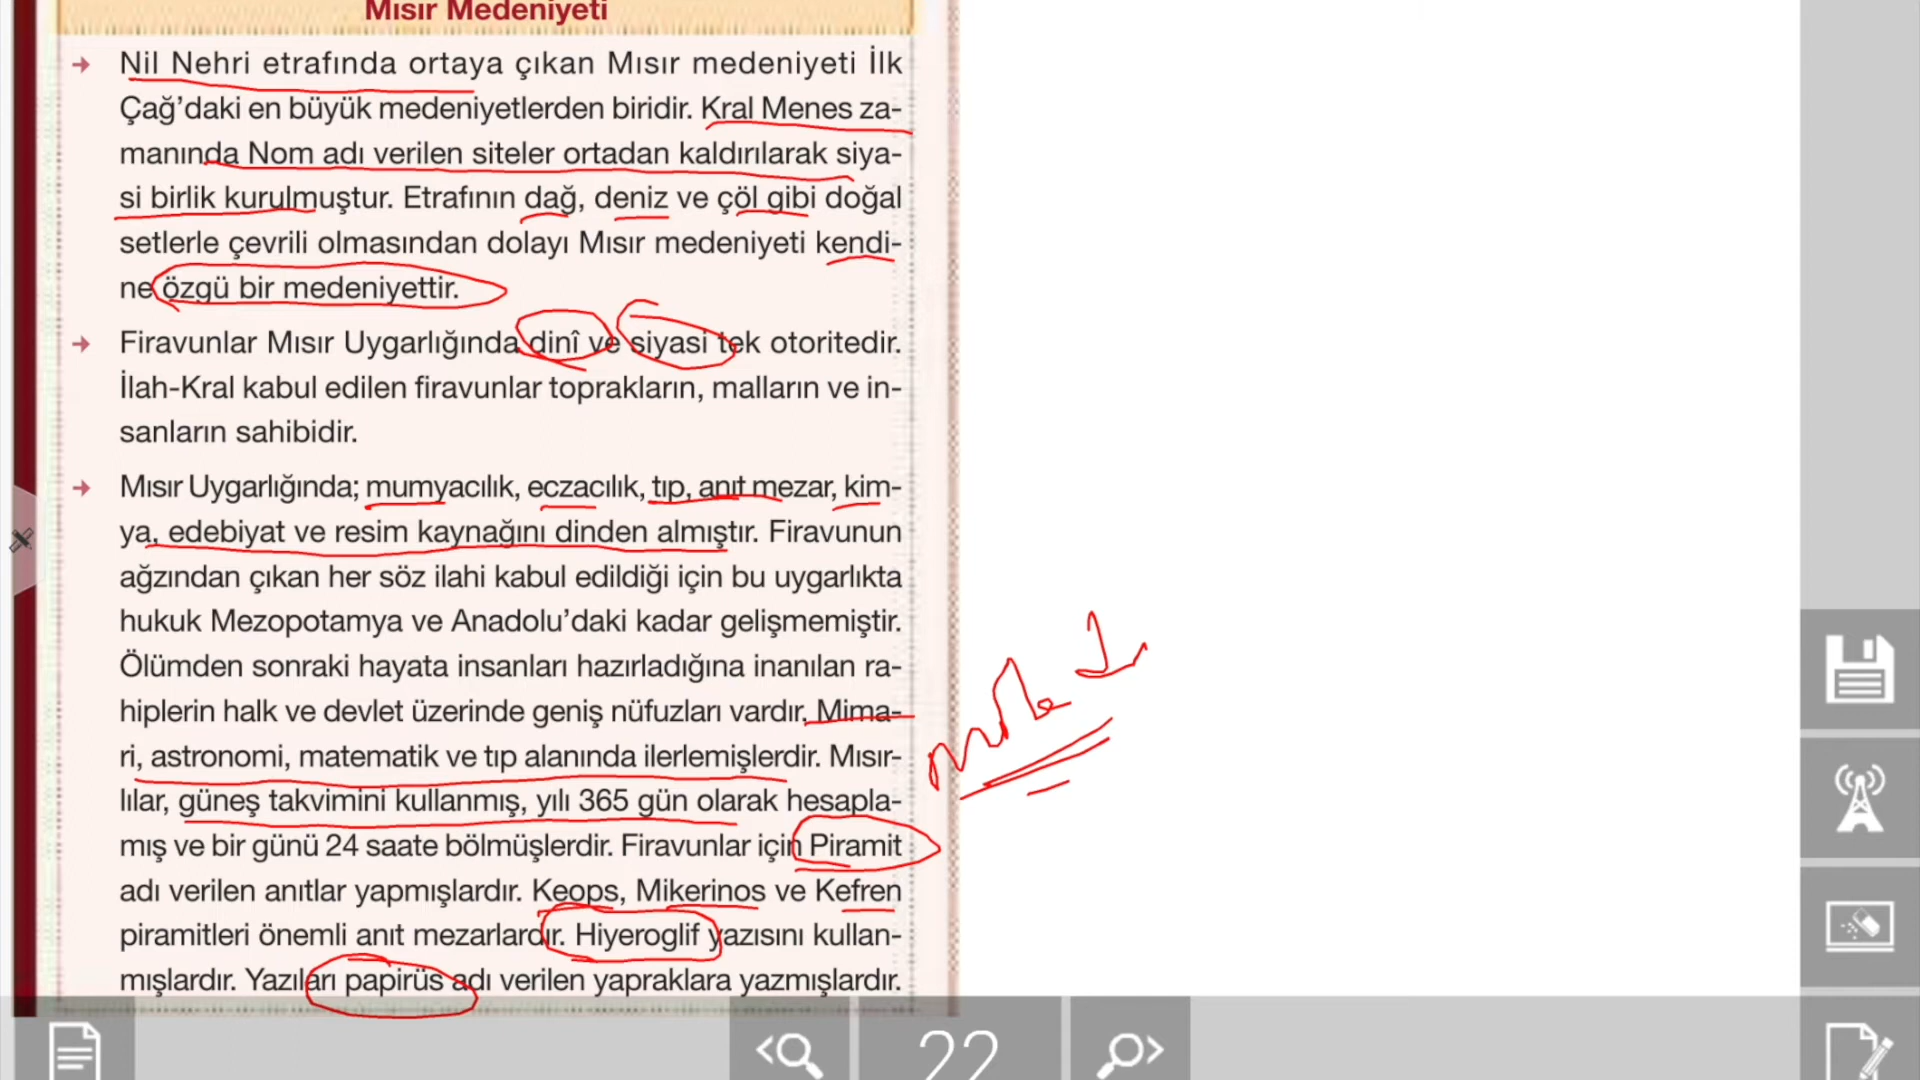 Mısır Medeniyeti
Nil Nehri etrafında ortaya çıkan Mısır medeniyeti İlk
Çağ’daki en büyük medeniyetlerden biridir. Kral Menes za-
manında Nom adı verilen siteler ortadan kaldırılarak siya-
si birlik kurulmuştur. Etrafının dağ, deniz ve çöl gibi doğal
setlerle çevrili olmasından dolayı Mısır medeniyeti kendi-
ne özgü bir medeniyettir.
Firavunlar Mısır Uygarlığında dinî ve siyasi tek otoritedir.
İlah-Kral kabul edilen firavunlar toprakların, malların ve in-
sanların sahibidir.
Mısır Uygarlığında; mumyacılık, eczacılık, tıp, anıt mezar, kim-
ya, edebiyat ve resim kaynağını dinden almıştır. Firavunun
ağzından çıkan her söz ilahi kabul edildiği için bu uygarlıkta
hukuk Mezopotamya ve Anadolu’daki kadar gelişmemiştir.
Ölümden sonraki hayata insanları hazırladığına inanılan ra-
hiplerin halk ve devlet üzerinde geniş nüfuzları vardır. Mima-
ri, astronomi, matematik ve tıp alanında ilerlemişlerdir. Mısır-
lılar, güneş takvimini kullanmış, yılı 365 gün olarak hesapla-
mış ve bir günü 24 saate bölmüşlerdir. Firavunlar için Piramit
adı verilen anıtlar yapmışlardır. Keops, Mikerinos ve Kefren
piramitleri önemli anıt mezarlardır. Hiyeroglif yazısını kullan-
mışlardır. Yazıları papirüs adı verilen yapraklara yazmışlardır.
22